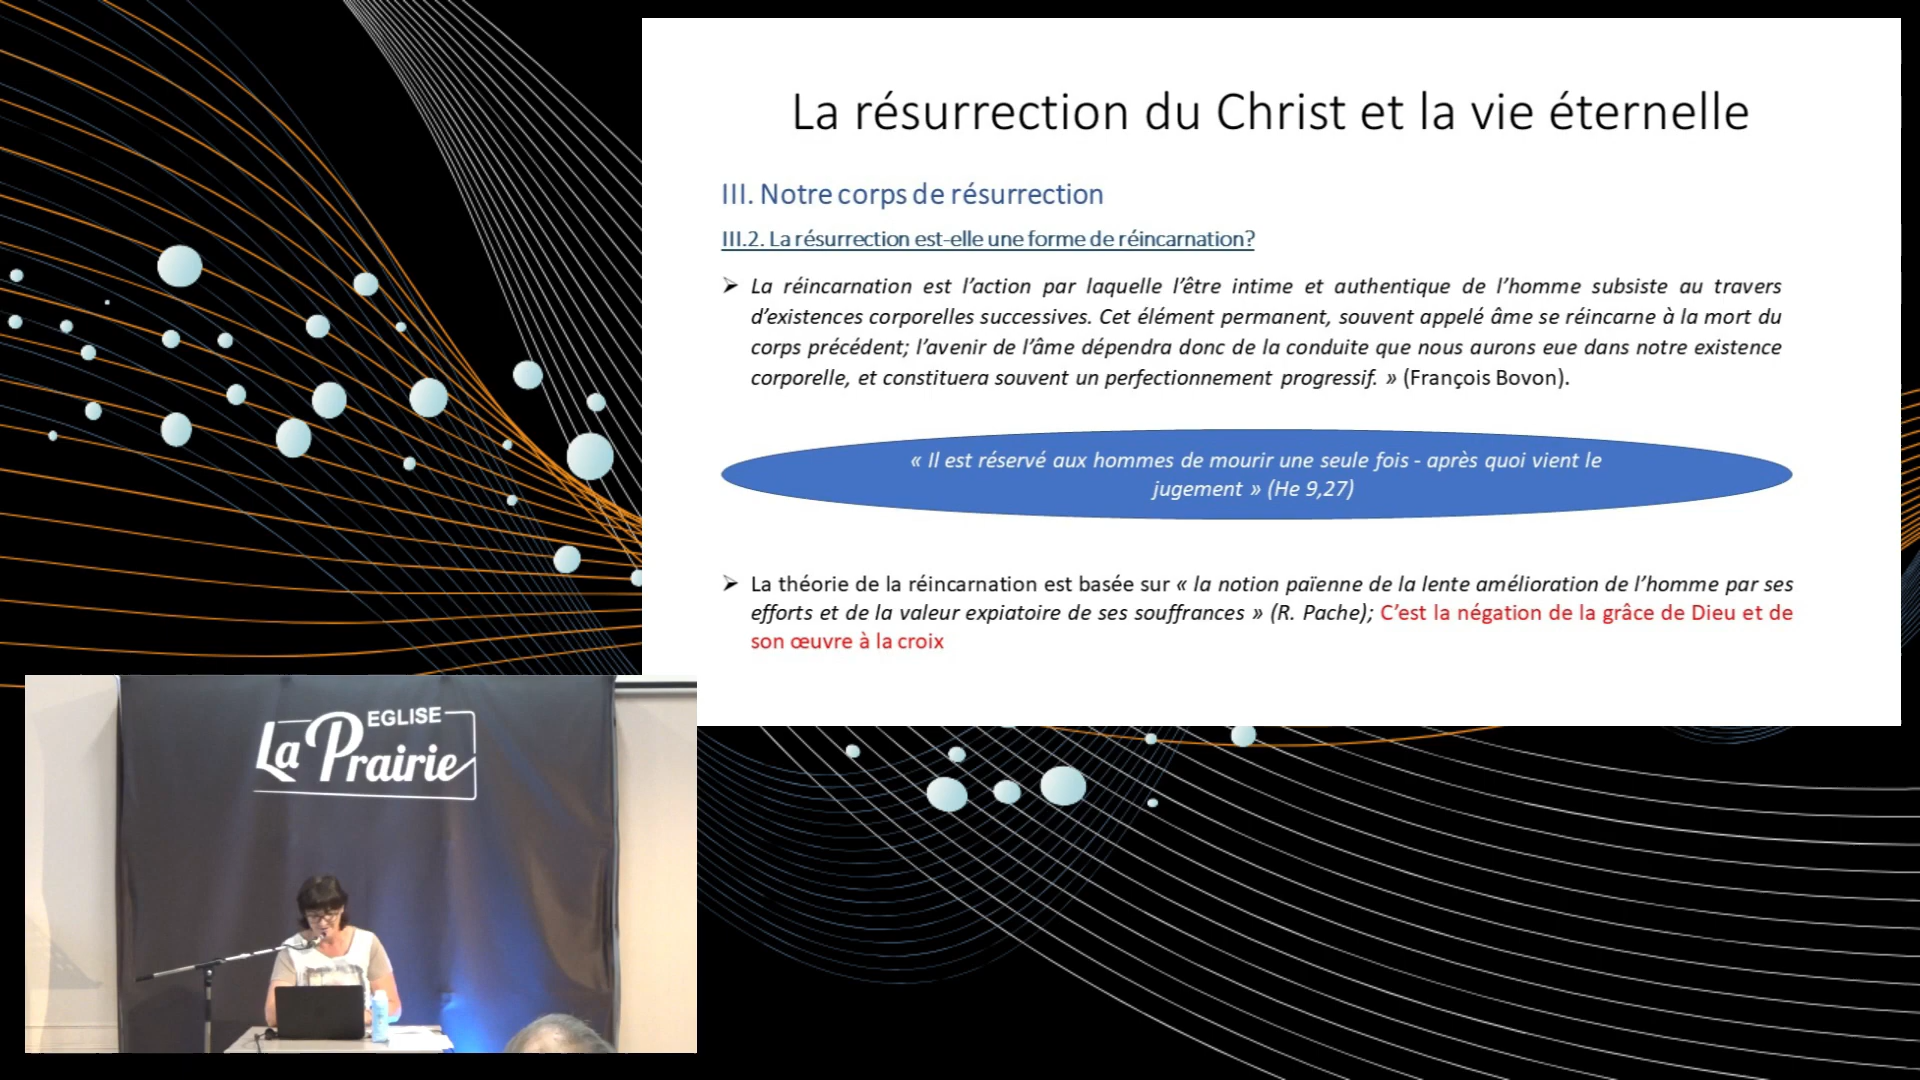 La résurrection du Christ et la vie éternelle
III. Notre corps de résurrection
III.2. La résurrection est-elle une forme de réincarnation?
➢ La réincarnation est l'action par laquelle l'être intime et authentique de l'homme subsiste au travers
d'existences corporelles successives. Cet élément permanent, souvent appelé âme se réincarne à la mort du
corps précédent; l'avenir de l'âme dépendra donc de la conduite que nous aurons eue dans notre existence
corporelle, et constituera souvent un perfectionnement progressif. » (François Bovon).
« Il est réservé aux hommes de mourir une seule fois - après quoi vient le
jugement » (He 9,27)
➢ La théorie de la réincarnation est basée sur « la notion païenne de la lente amélioration de l'homme par ses
efforts et de la valeur expiatoire de ses souffrances » (R. Pache); C'est la négation de la grâce de Dieu et de
son œuvre à la croix
EGLISE
La Prairie